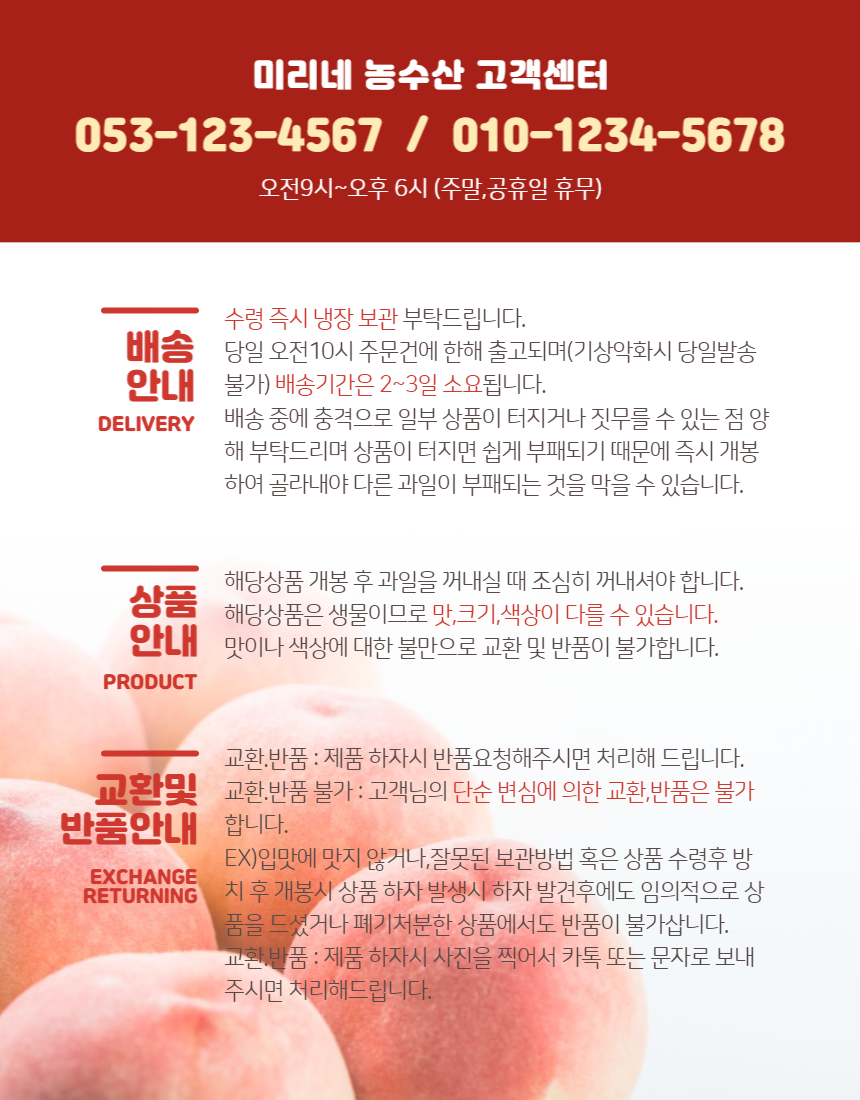 미리네 농수산 고객센터
053-123-4567 / 010-1234-5678
오전9시~오후 6시 (주말,공휴일 휴무)
배송
안내
DELIVERY
수령 즉시 냉장 보관 부탁드립니다.
당일 오전10시 주문건에 한해 출고되며(기상악화시 당일발송
불가) 배송기간은 2~3일 소요됩니다.
배송 중에 충격으로 일부 상품이 터지거나 짓무를 수 있는 점 양
해 부탁드리며 상품이 터지면 쉽게 부패되기 때문에 즉시 개봉
하여 골라내야 다른 과일이 부패되는 것을 막을 수 있습니다.
상품
안내
PRODUCT
해당상품 개봉 후 과일을 꺼내실 때 조심히 꺼내셔야 합니다.
해당상품은 생물이므로 맛,크기,색상이 다를 수 있습니다.
맛이나 색상에 대한 불만으로 교환 및 반품이 불가합니다.
교환및
반품안내
EXCHANGE
RETURNING
교환.반품 : 제품 하자시 반품요청해주시면 처리해 드립니다.
교환.반품 불가 : 고객님의 단순 변심에 의한 교환,반품은 불가
합니다.
EX)입맛에 맞지 않거나,잘못된 보관방법 혹은 상품 수령후 방
치 후 개봉시 상품 하자 발생시 하자 발견후에도 임의적으로 상
품을 드셨거나 폐기처분한 상품에서도 반품이 불가삽니다.
교환.반품 : 제품 하자시 사진을 찍어서 카톡 또는 문자로 보내
주시면 처리해드립니다.